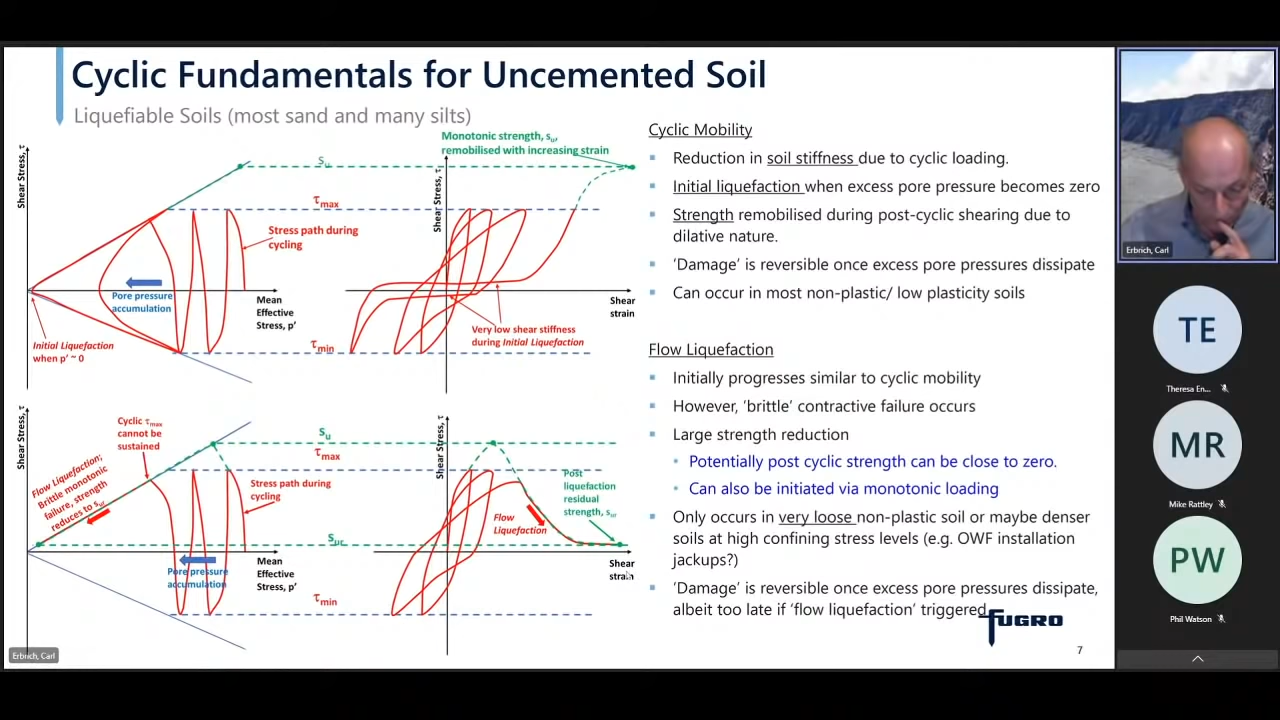 Cyclic Fundamentals for Uncemented Soil
Liquefiable Soils (most sand and many silts)
Shear Stress, τ
su
τmax
Stress path during
cycling
Pore pressure
accumulation
Mean
Effective
Stress, p'
Initial Liquefaction
when p' ~ 0
τmin
Monotonic strength, su,
remobilised with increasing strain
Shear Stress, τ
Shear
strain
Very low shear stiffness
during Initial Liquefaction
Shear Stress, τ
Cyclic τmax
cannot be
sustained
Flow Liquefaction;
Brittle monotonic
failure, strength
reduces to sur
su
τmax
Stress path during
cycling
sur
Pore pressure
accumulation
Mean
Effective
Stress, p'
τmin
Shear Stress, τ
Flow
Liquefaction
Post
liquefaction
residual
strength, sur
Shear
strain
Cyclic Mobility
Reduction in soil stiffness due to cyclic loading.
Initial liquefaction when excess pore pressure becomes zero
Strength remobilised during post-cyclic shearing due to
dilative nature.
‘Damage’ is reversible once excess pore pressures dissipate
Can occur in most non-plastic/ low plasticity soils
Flow Liquefaction
Initially progresses similar to cyclic mobility
However, ‘brittle’ contractive failure occurs
Large strength reduction
Potentially post cyclic strength can be close to zero.
Can also be initiated via monotonic loading
Only occurs in very loose non-plastic soil or maybe denser
soils at high confining stress levels (e.g. OWF installation
jackups?)
‘Damage’ is reversible once excess pore pressures dissipate,
albeit too late if ‘flow liquefaction’ triggered
fugro
7
Erbrich, Carl
Erbrich, Carl
TE
Theresa En...
MR
Mike Rattley
PW
Phil Watson